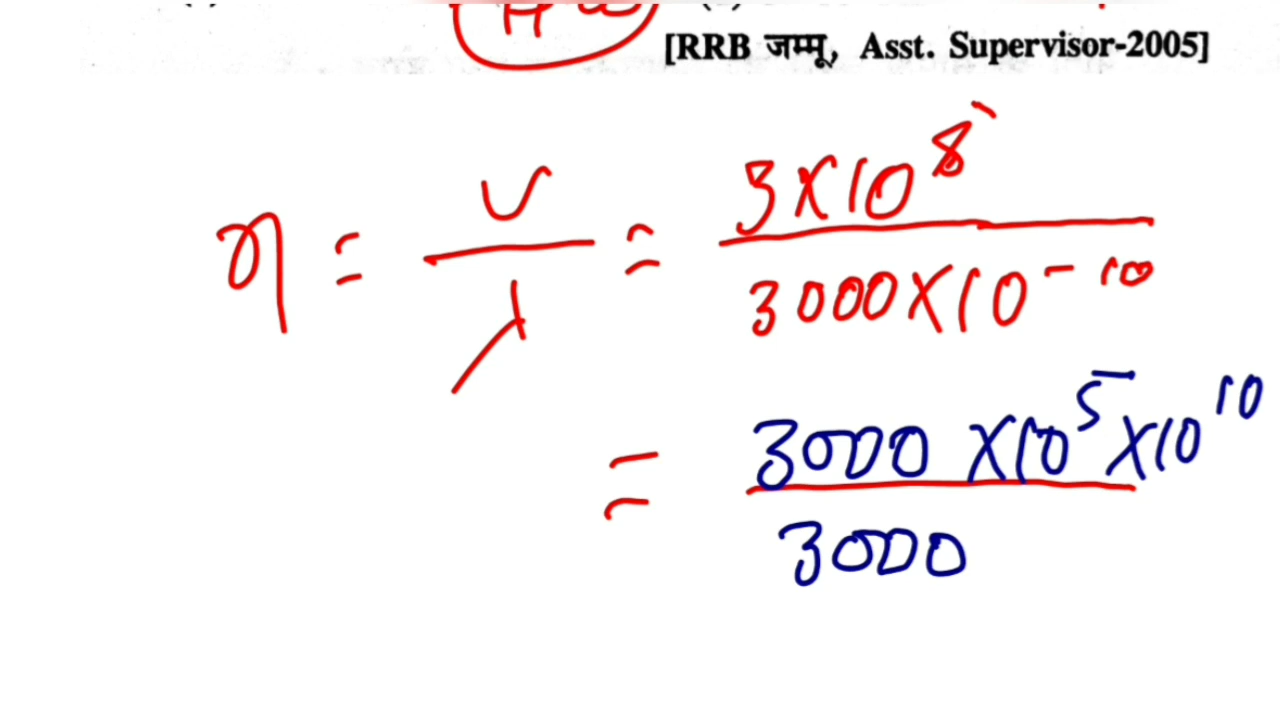 [RRB जम्मू, Asst. Supervisor-2005]
η = v/λ = 3×10⁸ / 3000×10⁻¹⁰
= 3000 ×10⁵×10¹⁰ / 3000